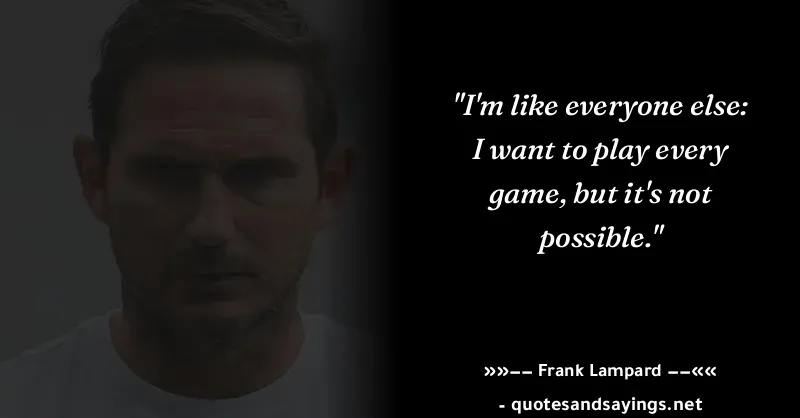 "I'm like everyone else:
I want to play every
game, but it's not
possible."
»»−− Frank Lampard −−««
- quotesandsayings.net